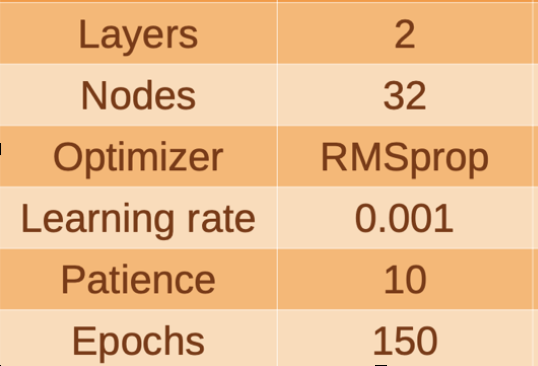 Layers 2
Nodes 32
Optimizer RMSprop
Learning rate 0.001
Patience 10
Epochs 150